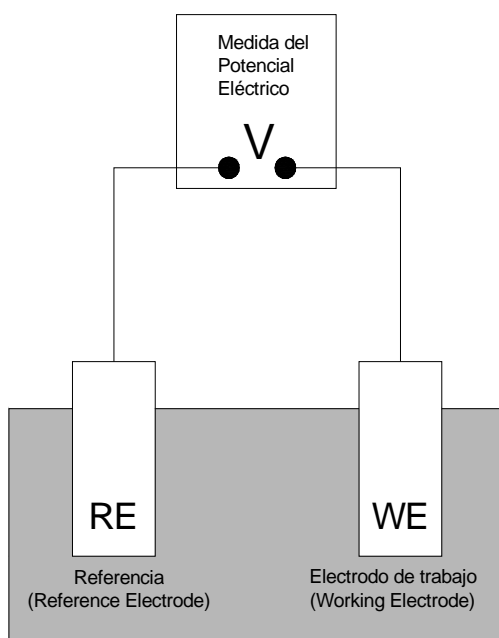 Medida del
Potencial
Eléctrico
V
RE
WE
Referencia
(Reference Electrode)
Electrodo de trabajo
(Working Electrode)